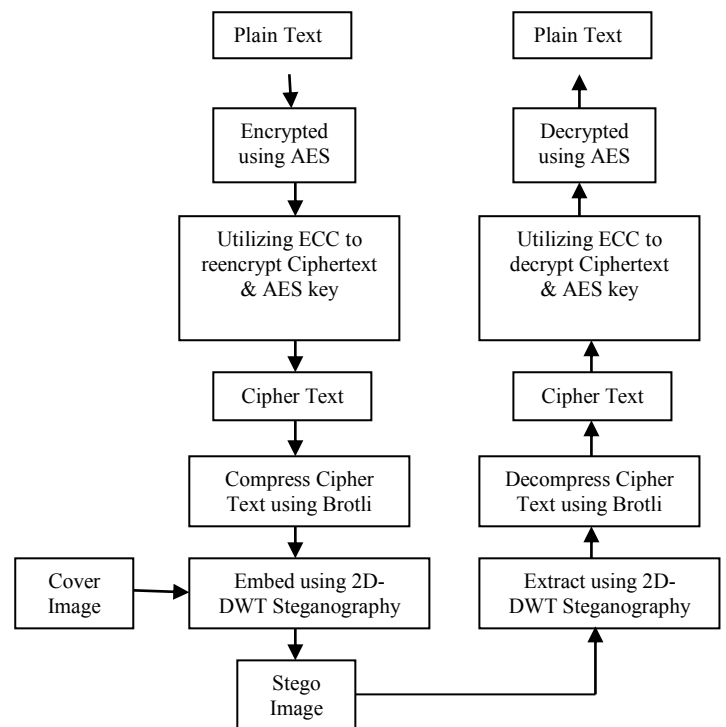 Plain Text
Encrypted
using AES
Utilizing ECC to
reencrypt Ciphertext
& AES key
Cipher Text
Compress Cipher
Text using Brotli
Cover
Image
Embed using 2D-
DWT Steganography
Stego
Image
Plain Text
Decrypted
using AES
Utilizing ECC to
decrypt Ciphertext
& AES key
Cipher Text
Decompress Cipher
Text using Brotli
Extract using 2D-
DWT Steganography